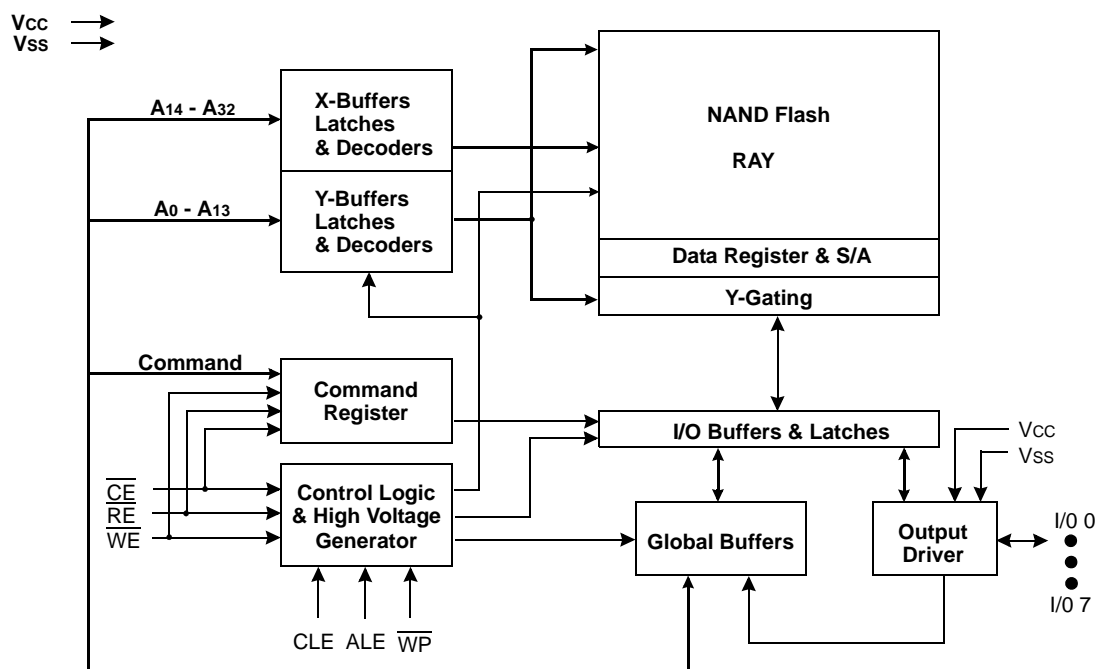 VCC
VSS
A14 - A32
X-Buffers
Latches
& Decoders
NAND Flash
RAY
A0 - A13
Y-Buffers
Latches
& Decoders
Data Register & S/A
Y-Gating
Command
Command
Register
I/O Buffers & Latches
VCC
VSS
CE
RE
WE
Control Logic
& High Voltage
Generator
Global Buffers
Output
Driver
I/0 0
I/0 7
CLE ALE WP